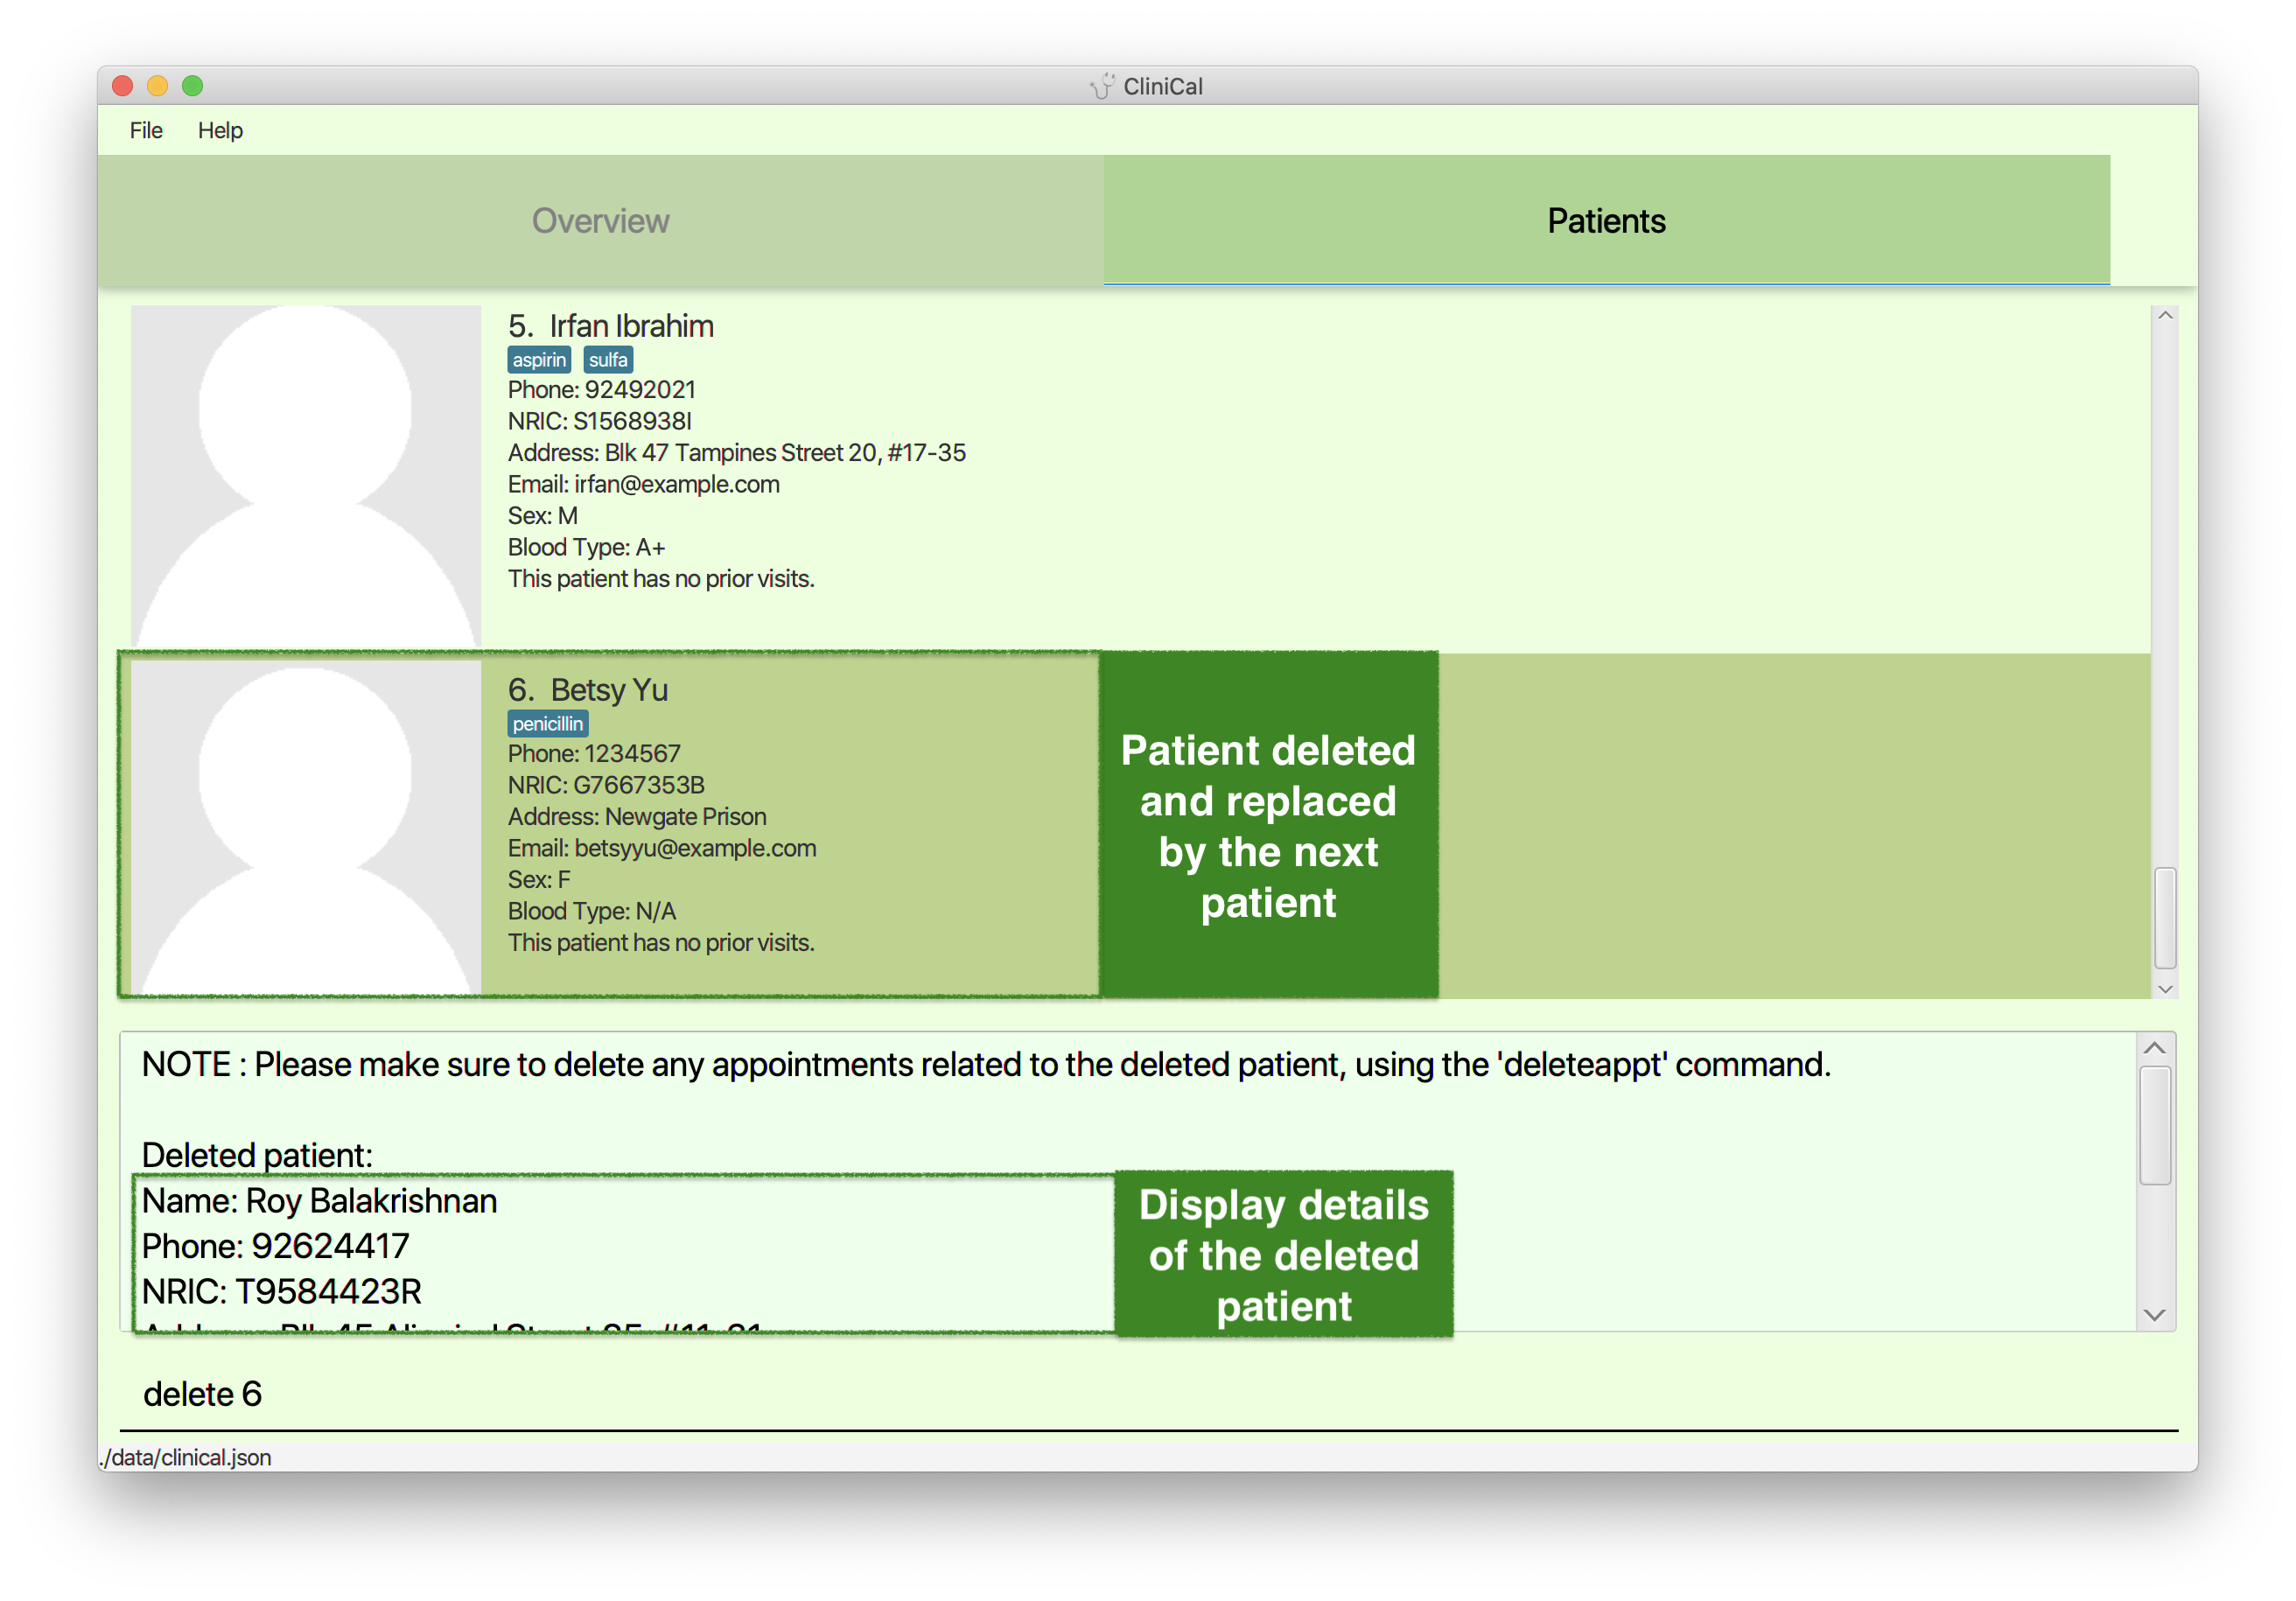 CliniCal
File Help
Overview Patients
5. Irfan Ibrahim
aspirin sulfa
Phone: 92492021
NRIC: S1568938I
Address: Blk 47 Tampines Street 20, #17-35
Email: irfan@example.com
Sex: M
Blood Type: A+
This patient has no prior visits.
6. Betsy Yu
penicillin
Phone: 1234567
NRIC: G7667353B
Address: Newgate Prison
Email: betsyyu@example.com
Sex: F
Blood Type: N/A
This patient has no prior visits.
Patient deleted
and replaced
by the next
patient
NOTE : Please make sure to delete any appointments related to the deleted patient, using the 'deleteappt' command.
Deleted patient:
Name: Roy Balakrishnan
Phone: 92624417
NRIC: T9584423R
Display details
of the deleted
patient
delete 6
./data/clinical.json